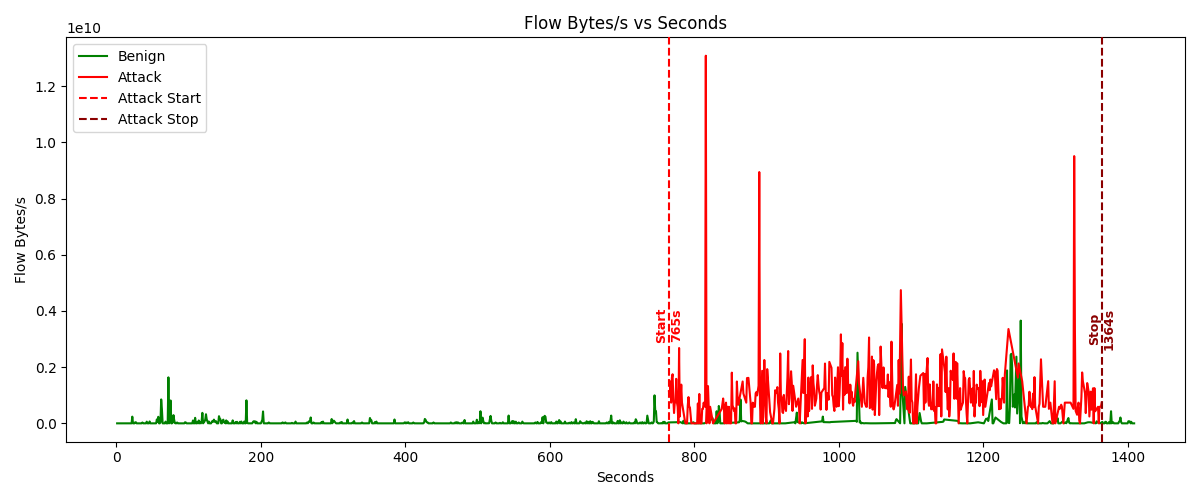 Flow Bytes/s vs Seconds
1e10
Benign
Attack
Attack Start
Attack Stop
1.2
1.0
0.8
0.6
0.4
0.2
0.0
Flow Bytes/s
Start
765s
Stop
1364s
0
200
400
600
800
1000
1200
1400
Seconds